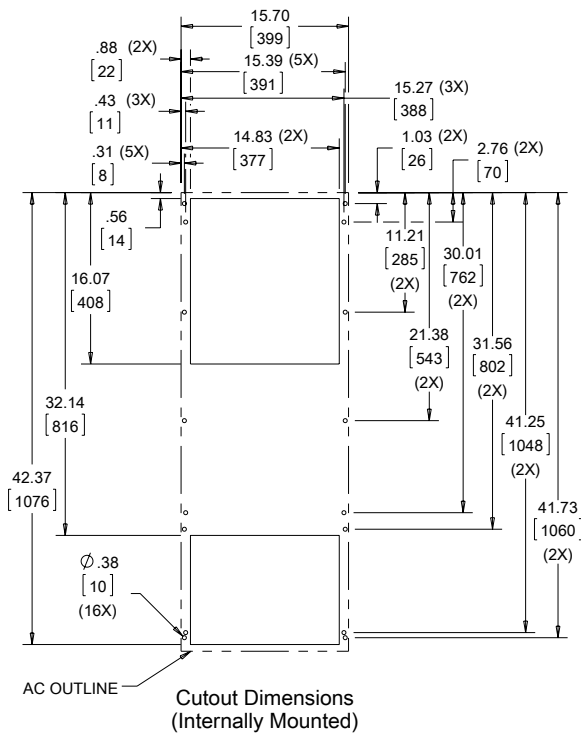 15.70
[399]
.88 (2X)
[22]
15.39 (5X)
[391]
15.27 (3X)
[388]
.43 (3X)
[11]
14.83 (2X)
[377]
1.03 (2X)
[26]
2.76 (2X)
[70]
.31 (5X)
[8]
.56
[14]
11.21
[285]
(2X)
30.01
[762]
(2X)
16.07
[408]
21.38
[543]
(2X)
31.56
[802]
(2X)
32.14
[816]
41.25
[1048]
(2X)
42.37
[1076]
41.73
[1060]
(2X)
Ø.38
[10]
(16X)
AC OUTLINE
Cutout Dimensions
(Internally Mounted)